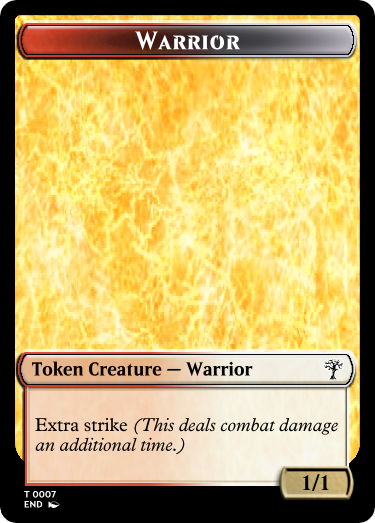 Warrior
Token Creature — Warrior
Extra strike (This deals combat damage
an additional time.)
1/1
T 0007
END